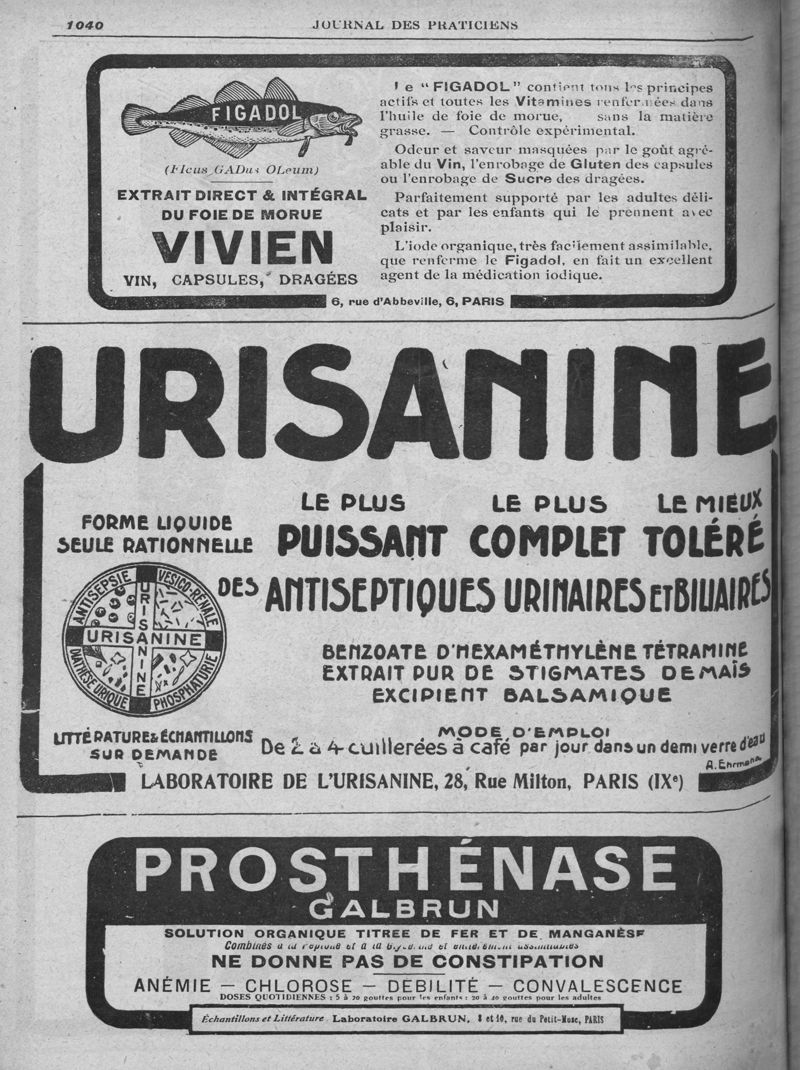 1040
JOURNAL DES PRATICIENS
FIGADOL
(FIcus GADus OLeum)
EXTRAIT DIRECT & INTÉGRAL
DU FOIE DE MORUE
VIVIEN
VIN, CAPSULES, DRAGÉES
Le "FIGADOL" contient tous les principes
actifs et toutes les Vitamines renfermées dans
l'huile de foie de morue, sans la matière
grasse. — Contrôle expérimental.
Odeur et saveur masquées par le goût agré-
able du Vin, l'enrobage de Gluten des capsules
ou l'enrobage de Sucre des dragées.
Parfaitement supporté par les adultes déli-
cats et par les enfants qui le prennent avec
plaisir.
L'iode organique, très facilement assimilable,
que renferme le Figadol, en fait un excellent
agent de la médication iodique.
6, rue d'Abbeville, 6, PARIS
URISANINE
FORME LIQUIDE
SEULE RATIONNELLE
LE PLUS LE PLUS LE MIEUX
PUISSANT COMPLET TOLÉRÉ
DES ANTISEPTIQUES URINAIRES ET BILIAIRES
ANTISEPSIE VESICO-RÉNALE
URISANINE
URISANINE
DIATHÈSE URIQUE PHOSPHATURIE
BENZOATE D'HEXAMÉTHYLÈNE TÉTRAMINE
EXTRAIT PUR DE STIGMATES DE MAÏS
EXCIPIENT BALSAMIQUE
LITTÉRATURE & ÉCHANTILLONS
SUR DEMANDE
MODE D'EMPLOI
De 2 à 4 cuillerées à café par jour dans un demi verre d'eau
A. Ehrmann
LABORATOIRE DE L'URISANINE, 28, Rue Milton, PARIS (IXe)
PROSTHÉNASE
GALBRUN
SOLUTION ORGANIQUE TITREE DE FER ET DE MANGANÈSE
Combinés à la peptone et
NE DONNE PAS DE CONSTIPATION
ANÉMIE — CHLOROSE — DÉBILITÉ — CONVALESCENCE
DOSES QUOTIDIENNES : 5 à 20 gouttes pour les enfants : 20 à 40 gouttes pour les adultes
Échantillons et Littérature Laboratoire GALBRUN, 8 et 10, rue du Petit-Musc, PARIS